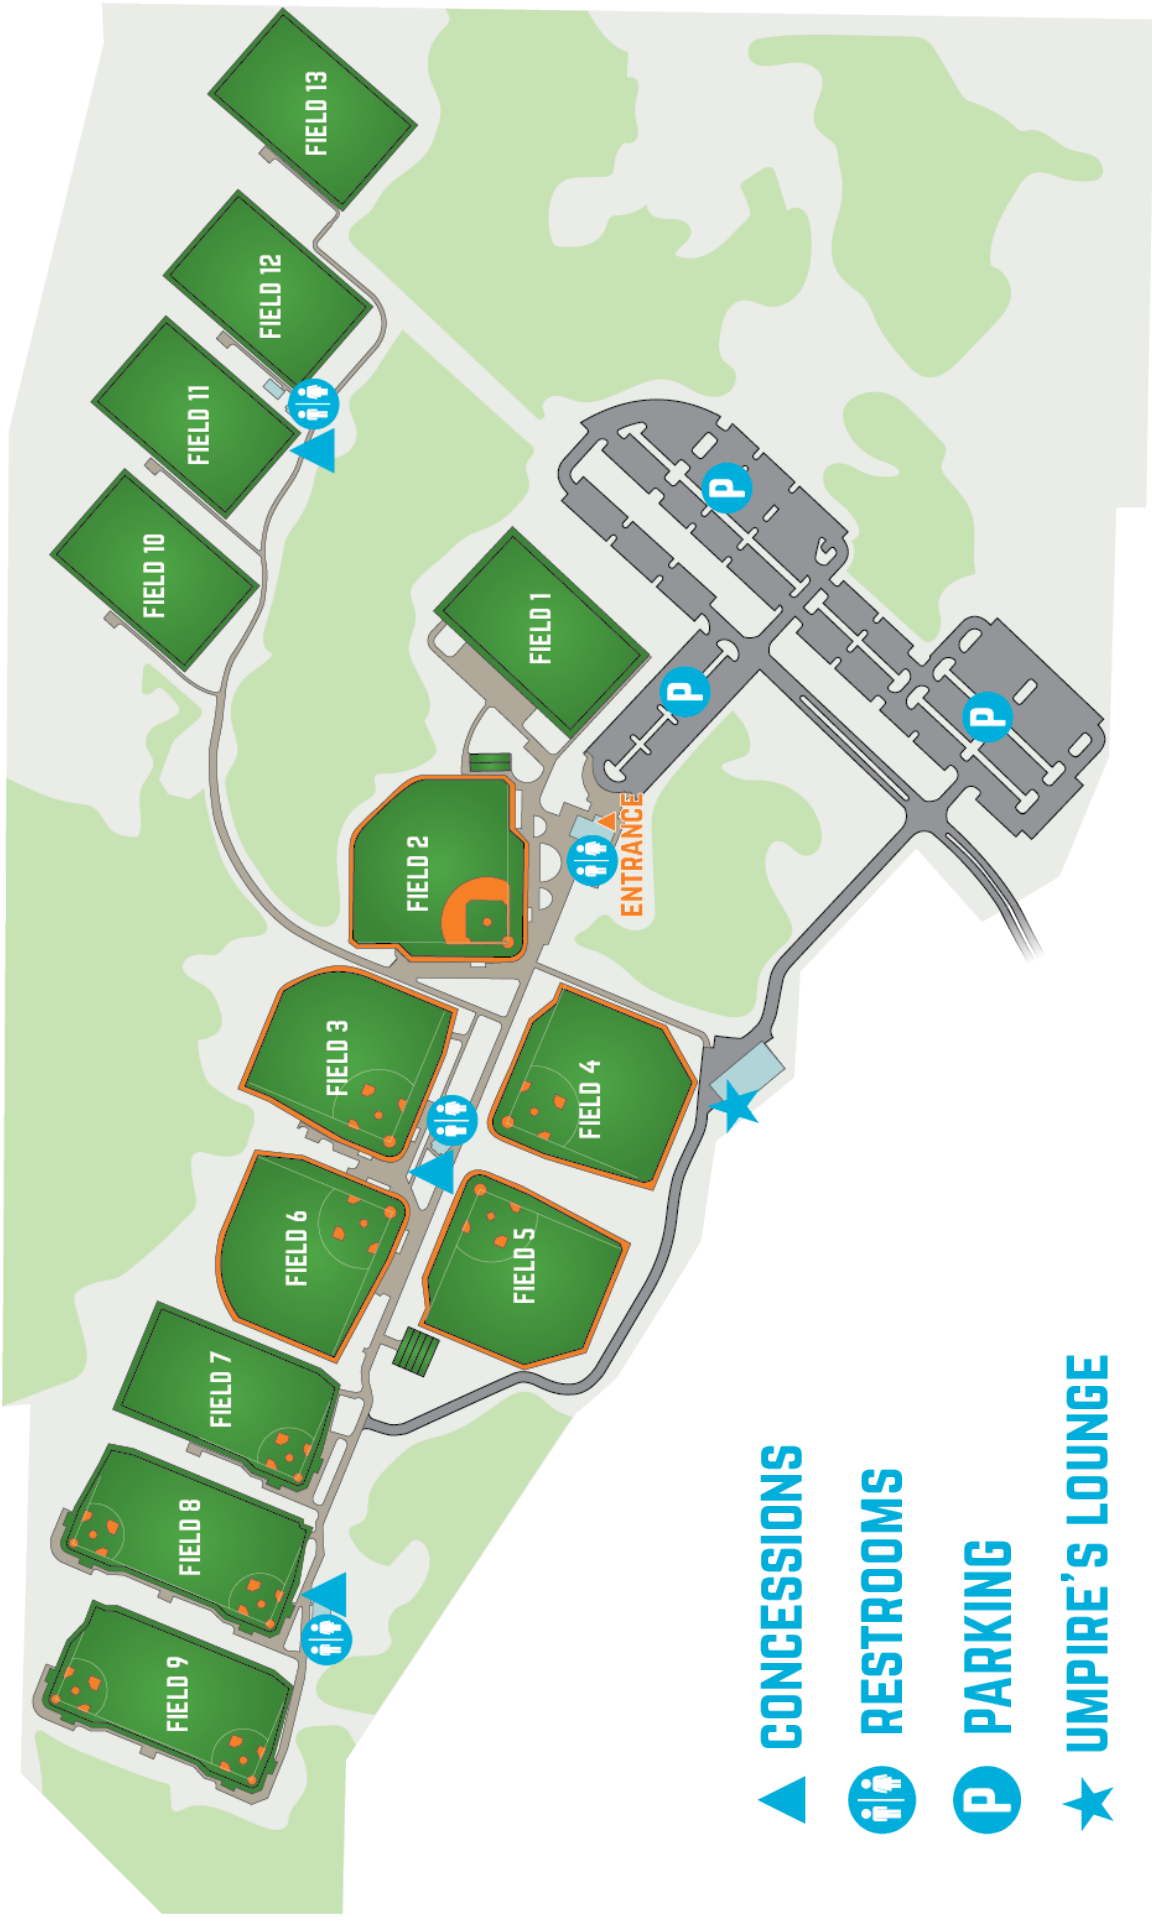 FIELD 13
FIELD 12
FIELD 11
FIELD 10
FIELD 1
FIELD 2
FIELD 3
FIELD 4
FIELD 5
FIELD 6
FIELD 7
FIELD 8
FIELD 9
P
P
P
ENTRANCE
CONCESSIONS
RESTROOMS
P PARKING
UMPIRE'S LOUNGE